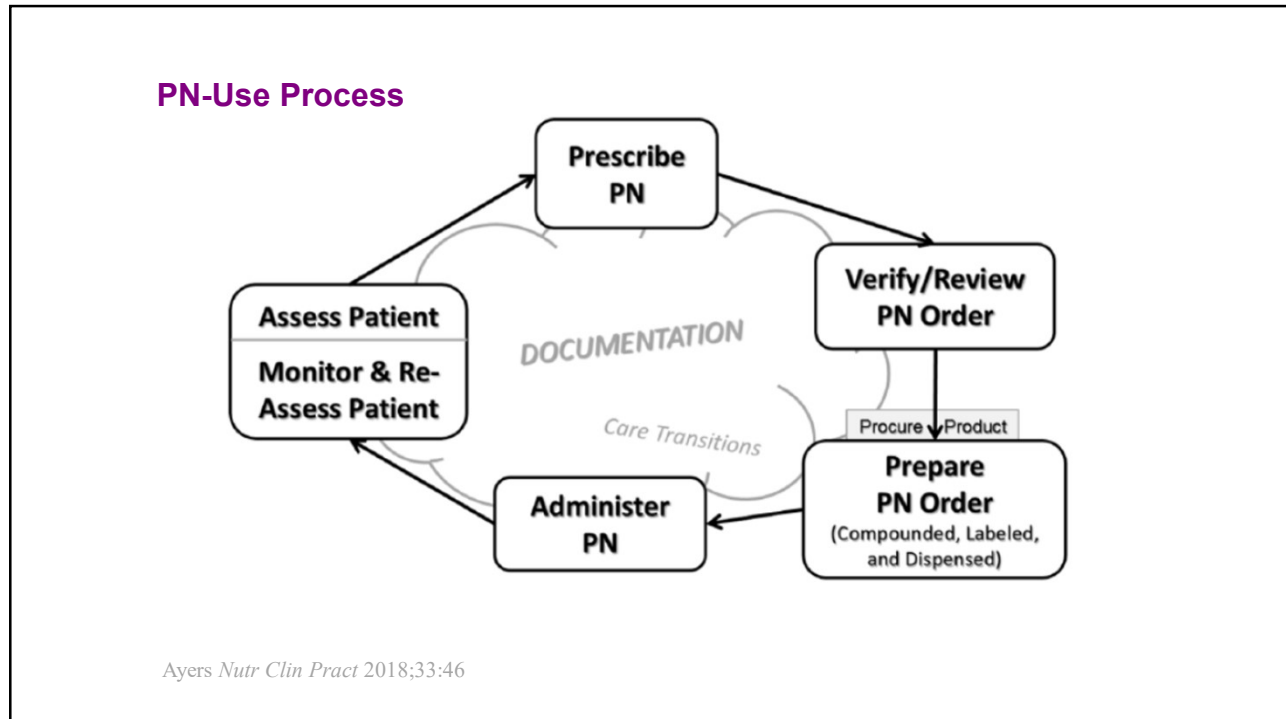 PN-Use Process
Prescribe
PN
Verify/Review
PN Order
Assess Patient
Monitor & Re-
Assess Patient
DOCUMENTATION
Care Transitions
Procure Product
Prepare
PN Order
(Compounded, Labeled,
and Dispensed)
Administer
PN
Ayers Nutr Clin Pract 2018;33:46